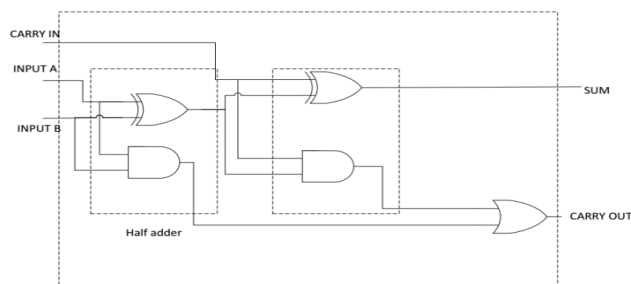 CARRY IN
INPUT A
INPUT B
SUM
CARRY OUT
Half adder